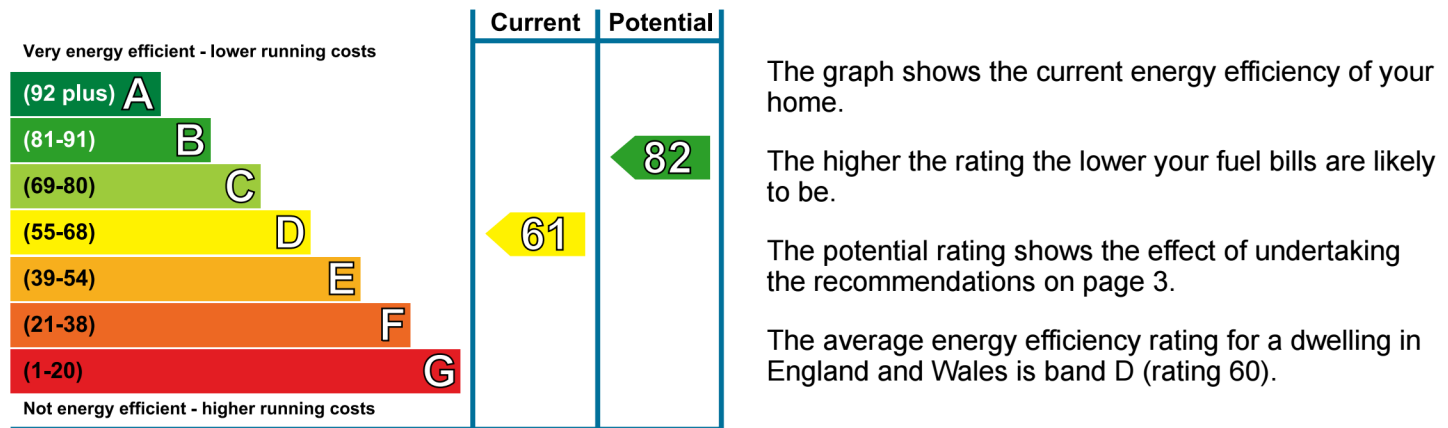 Current Potential
Very energy efficient - lower running costs
(92 plus) A
(81-91) B
82
(69-80) C
(55-68) D
61
(39-54) E
(21-38) F
(1-20) G
Not energy efficient - higher running costs
The graph shows the current energy efficiency of your
home.
The higher the rating the lower your fuel bills are likely
to be.
The potential rating shows the effect of undertaking
the recommendations on page 3.
The average energy efficiency rating for a dwelling in
England and Wales is band D (rating 60).